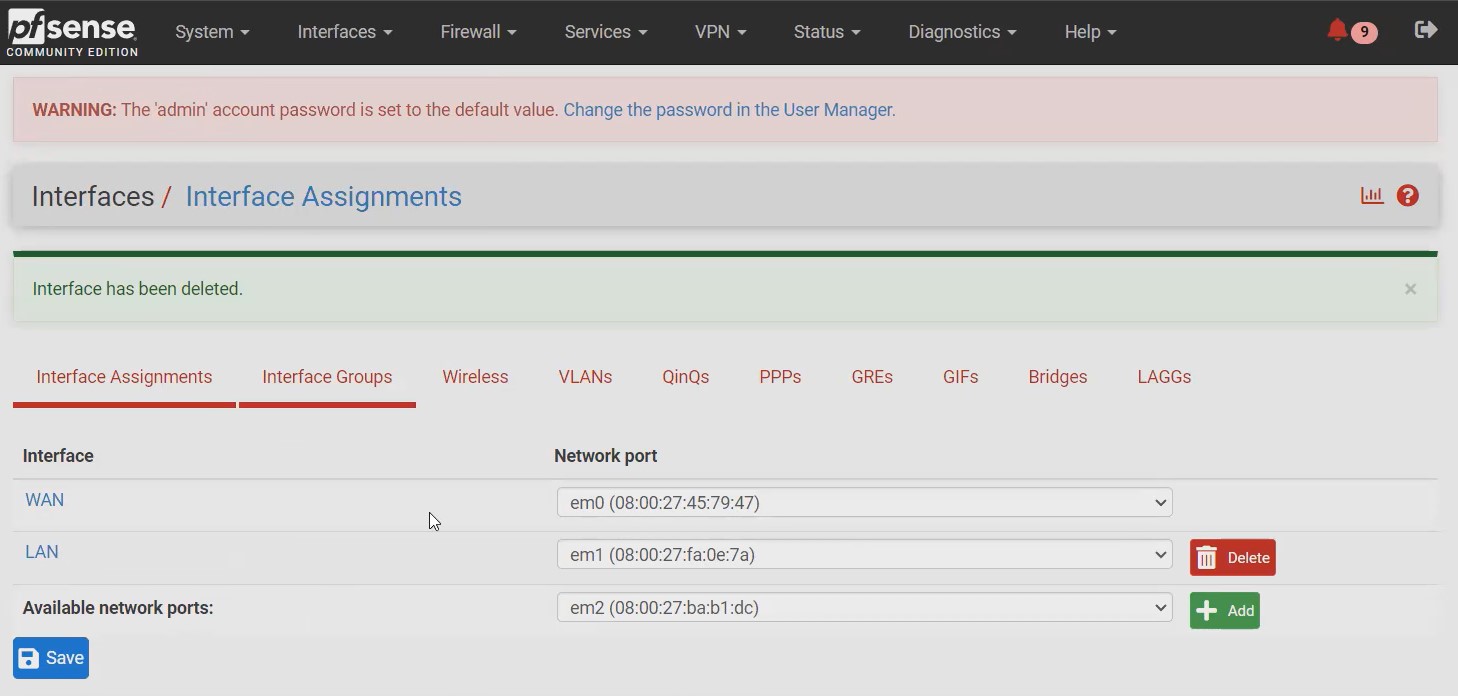 pfsense
COMMUNITY EDITION
System Interfaces Firewall Services VPN Status Diagnostics Help 9
WARNING: The 'admin' account password is set to the default value. Change the password in the User Manager.
Interfaces / Interface Assignments ?
Interface has been deleted. ×
Interface Assignments Interface Groups Wireless VLANs QinQs PPPs GREs GIFs Bridges LAGGs
Interface Network port
WAN em0 (08:00:27:45:79:47)
LAN em1 (08:00:27:fa:0e:7a) Delete
Available network ports: em2 (08:00:27:ba:b1:dc) Add
Save